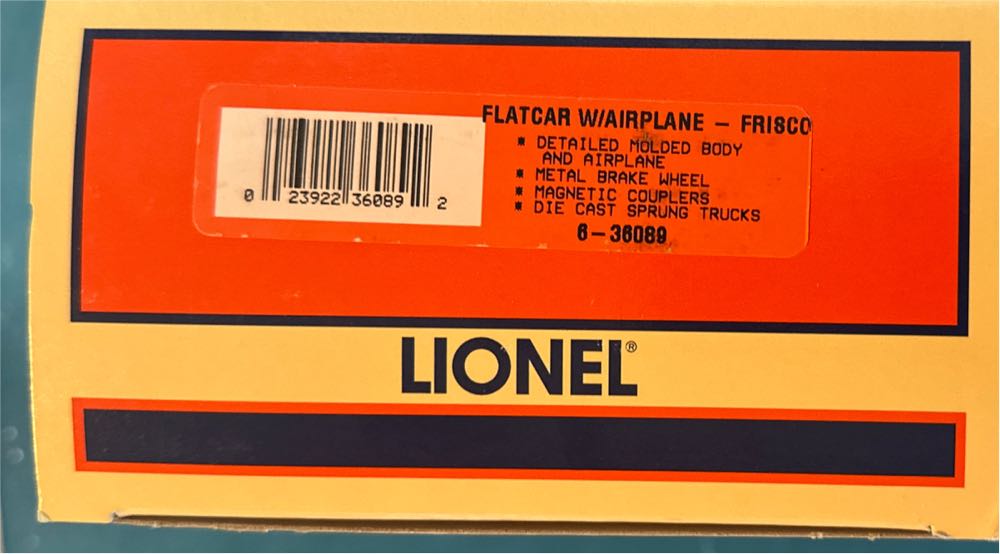 FLATCAR W/AIRPLANE – FRISCO
* DETAILED MOLDED BODY
AND AIRPLANE
* METAL BRAKE WHEEL
* MAGNETIC COUPLERS
* DIE CAST SPRUNG TRUCKS
6–36089
0 23922 36089 2
LIONEL®